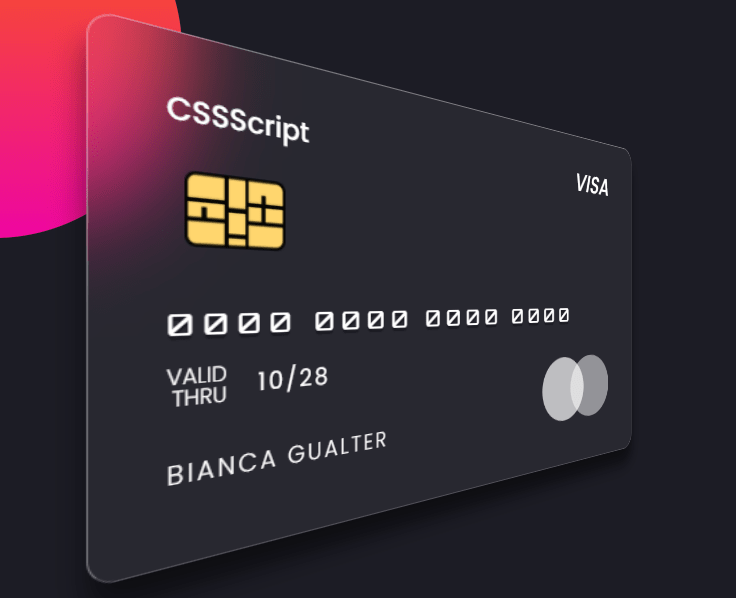 CSSScript
VISA
0000 0000 0000 0000
VALID
THRU
10/28
BIANCA GUALTER